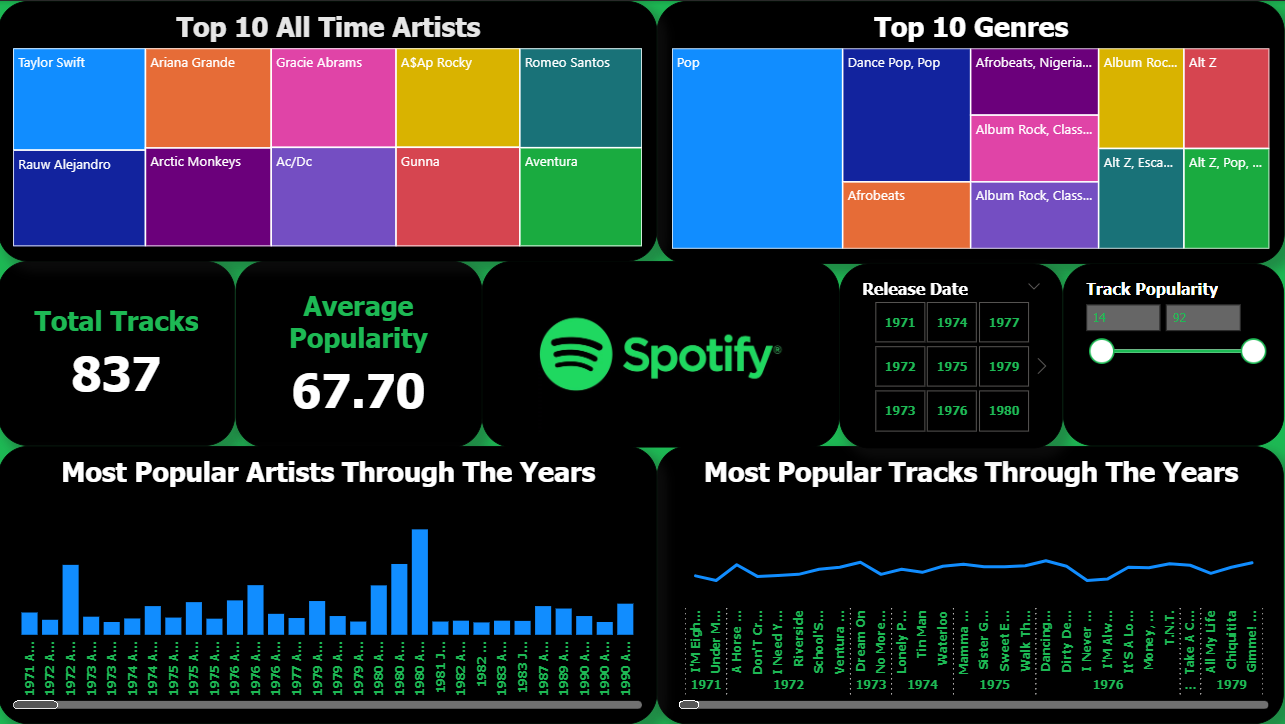 Top 10 All Time Artists
Taylor Swift
Ariana Grande
Gracie Abrams
A$Ap Rocky
Romeo Santos
Rauw Alejandro
Arctic Monkeys
Ac/Dc
Gunna
Aventura
Top 10 Genres
Pop
Dance Pop, Pop
Afrobeats, Nigeria...
Album Roc...
Alt Z
Album Rock, Class...
Alt Z, Esca...
Alt Z, Pop, ...
Afrobeats
Album Rock, Class...
Total Tracks
837
Average
Popularity
67.70
Spotify®
Release Date
1971 1974 1977
1972 1975 1979
1973 1976 1980
Track Popularity
14 92
Most Popular Artists Through The Years
1971 A...
1972 A...
1972 A...
1973 A...
1973 A...
1974 A...
1974 A...
1975 A...
1975 A...
1975 A...
1976 A...
1976 A...
1976 A...
1977 A...
1979 A...
1979 A...
1979 A...
1980 A...
1980 A...
1980 A...
1981 J...
1982 A...
1982 ...
1983 A...
1983 J...
1987 A...
1989 A...
1990 A...
1990 A...
1990 A...
Most Popular Tracks Through The Years
I'M Eigh...
Under M...
A Horse ...
Don'T Cr...
I Need Y...
Riverside
School'S...
Ventura ...
Dream On
No More...
Lonely P...
Tin Man
Waterloo
Mamma ...
Sister G...
Sweet E...
Walk Th...
Dancing...
Dirty De...
I Never ...
I'M Alw...
It'S A Lo...
Money, ...
T.N.T.
Take A C...
All My Life
Chiquitita
Gimme! ...
1971 1972 1973 1974 1975 1976 ... 1979